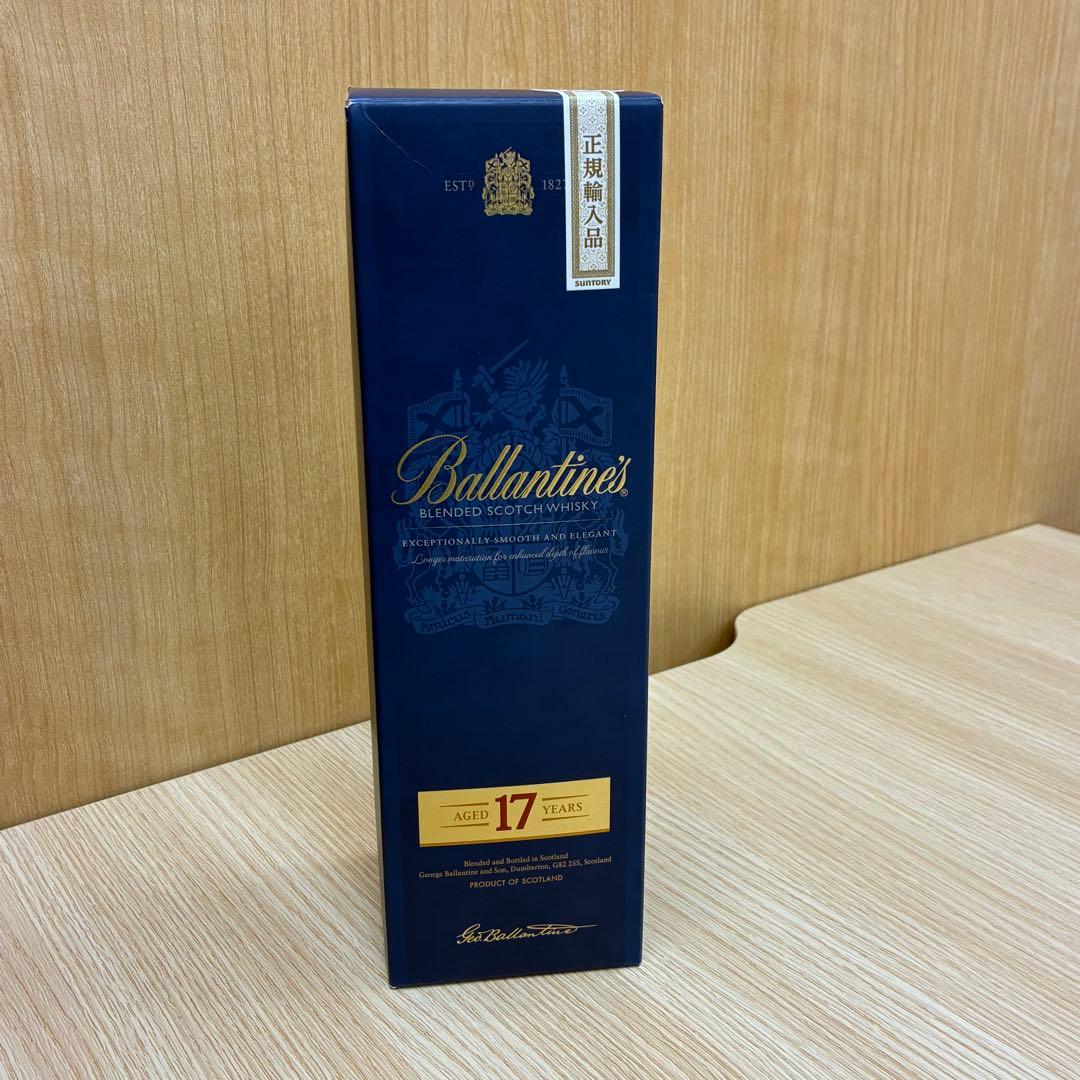 ESTD 1827
正規輸入品
SUNTORY
Ballantine's®
BLENDED SCOTCH WHISKY
EXCEPTIONALLY SMOOTH AND ELEGANT
Longer maturation for enhanced depth of flavour
Amicus Humani Generis
AGED 17 YEARS
Blended and Bottled in Scotland
George Ballantine and Son, Dumbarton, G82 2SS, Scotland
PRODUCT OF SCOTLAND
Geo. Ballantine